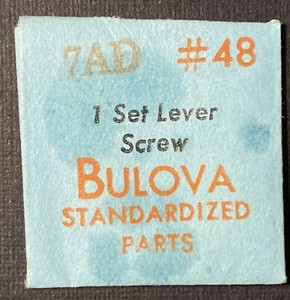 7AD #48
1 Set Lever
Screw
BULOVA
STANDARDIZED
PARTS